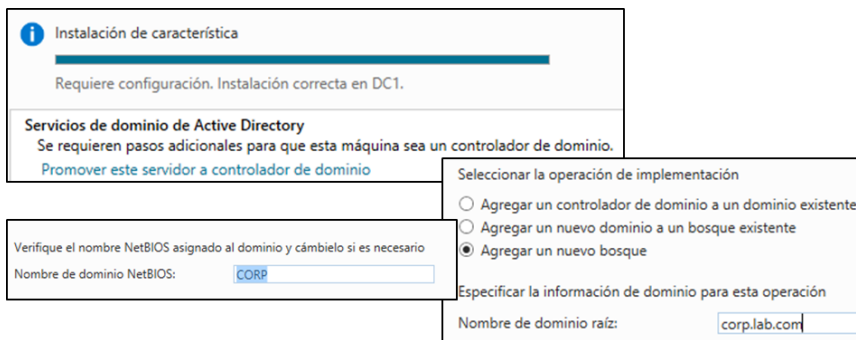 Instalación de característica
Requiere configuración. Instalación correcta en DC1.
Servicios de dominio de Active Directory
Se requieren pasos adicionales para que esta máquina sea un controlador de dominio.
Promover este servidor a controlador de dominio
Seleccionar la operación de implementación
Agregar un controlador de dominio a un dominio existente
Agregar un nuevo dominio a un bosque existente
Agregar un nuevo bosque
Especificar la información de dominio para esta operación
Nombre de dominio raíz: corp.lab.com
Verifique el nombre NetBIOS asignado al dominio y cámbielo si es necesario
Nombre de dominio NetBIOS: CORP